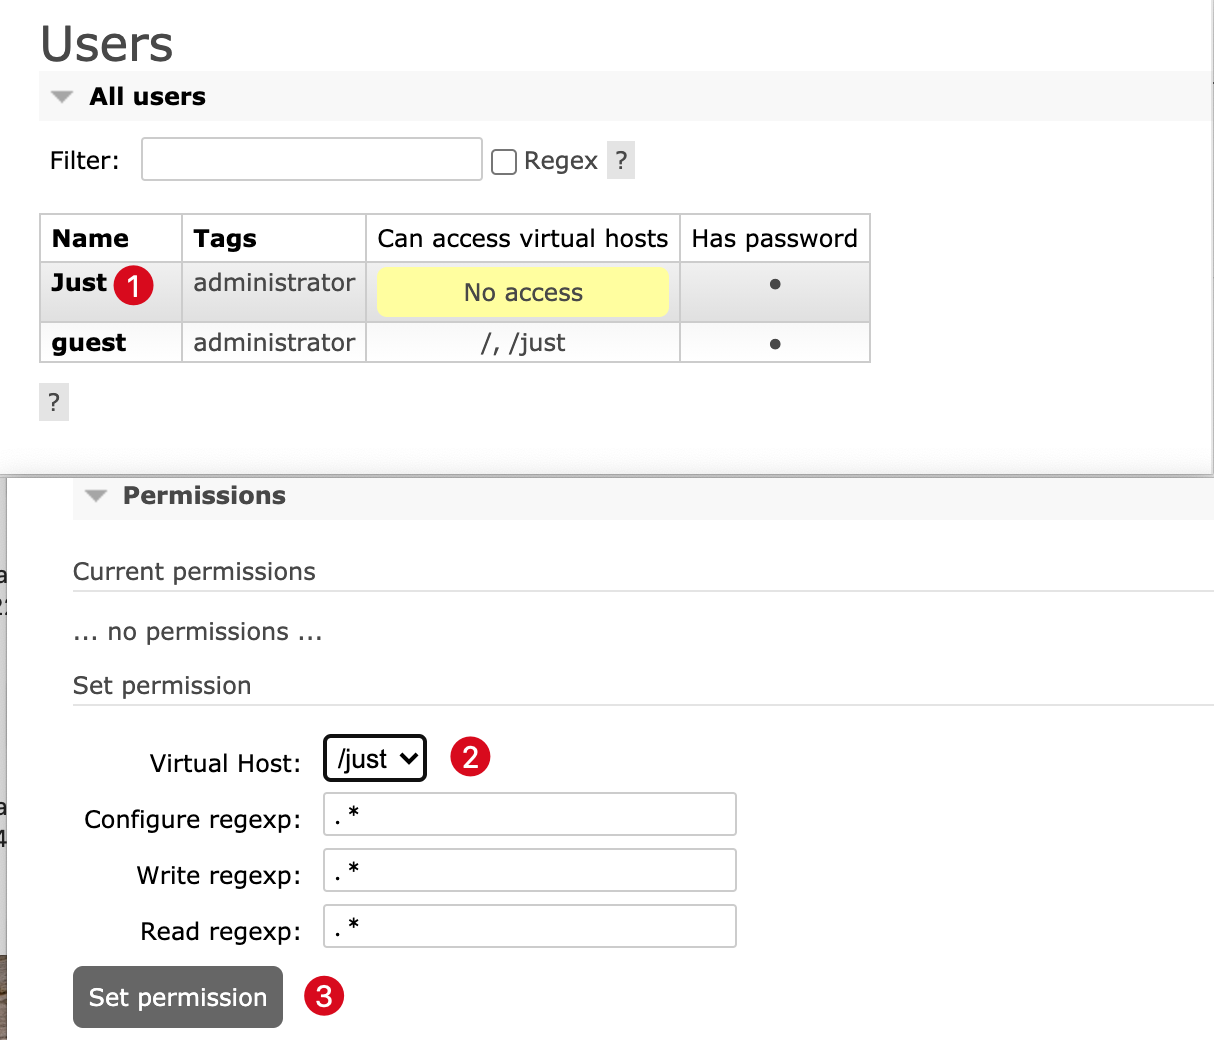 Users
All users
Filter: Regex ?
Name Tags Can access virtual hosts Has password
Just 1 administrator No access •
guest administrator /, /just •
?
Permissions
Current permissions
... no permissions ...
Set permission
Virtual Host: /just 2
Configure regexp: .*
Write regexp: .*
Read regexp: .*
Set permission 3